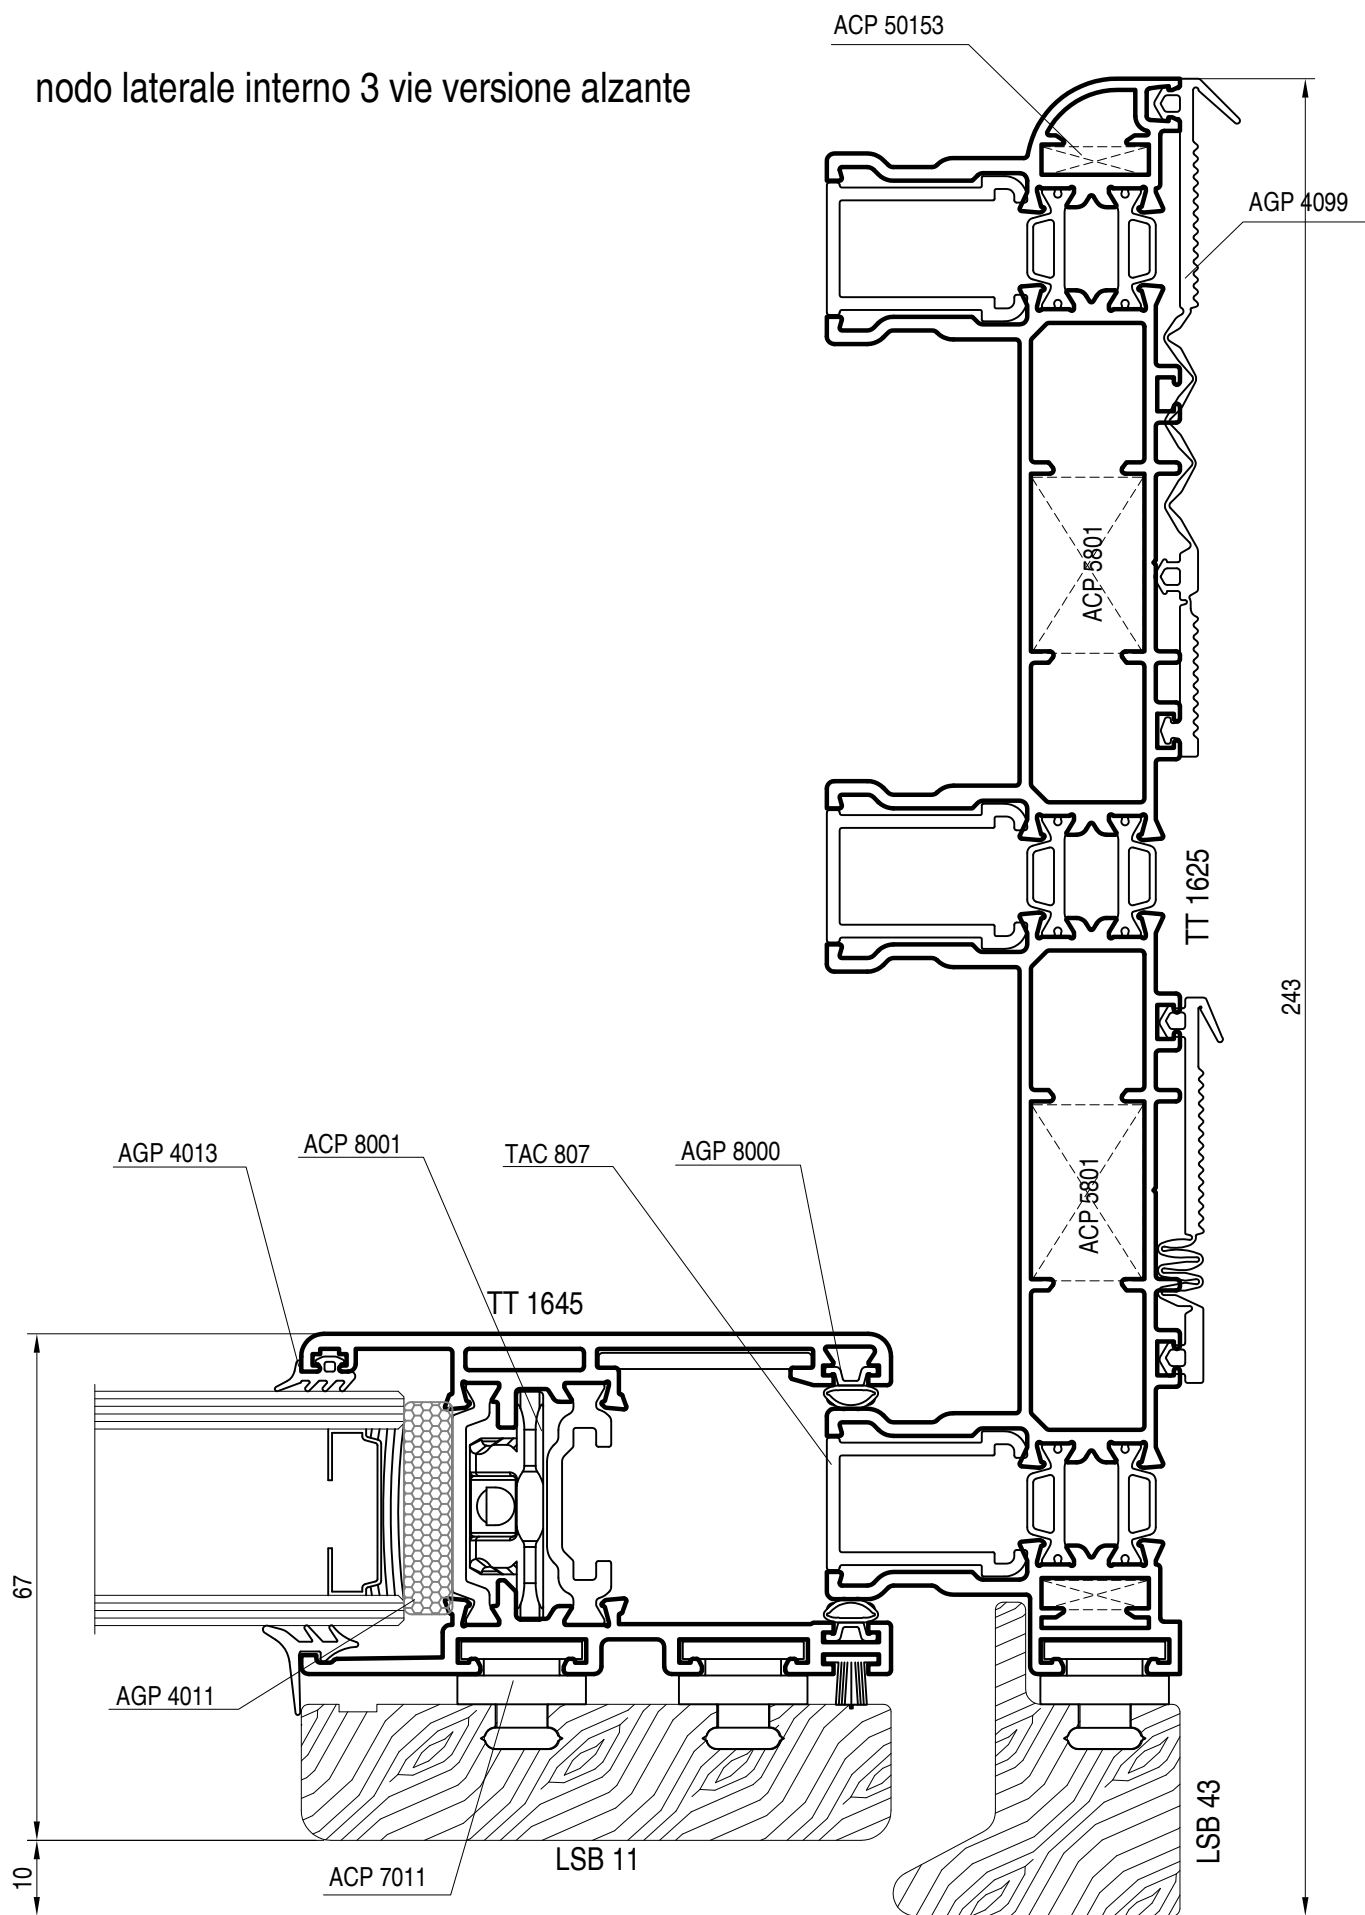 ACP 50153
nodo laterale interno 3 vie versione alzante
AGP 4099
ACP 5801
TT 1625
243
AGP 4013
ACP 8001
TAC 807
AGP 8000
ACP 5801
TT 1645
67
AGP 4011
LSB 43
LSB 11
ACP 7011
10